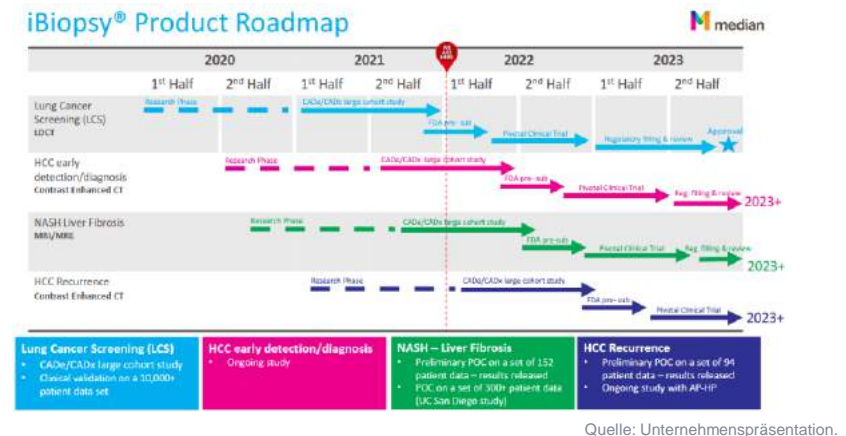 iBiopsy® Product Roadmap
median
2020 2021 2022 2023
1st Half 2nd Half 1st Half 2nd Half 1st Half 2nd Half 1st Half 2nd Half
Lung Cancer
Screening (LCS)
LDCT
Research Phase
CADe/CADx large cohort study
FDA pre-sub
Pivotal Clinical Trial
Regulatory filing & review
Approval
HCC early
detection/diagnosis
Contrast Enhanced CT
Research Phase
CADe/CADx large cohort study
FDA pre-sub
Pivotal Clinical Trial
Reg. filling & review
2023+
NASH Liver Fibrosis
MRI/MRE
Research Phase
CADe/CADx large cohort study
FDA pre-sub
Pivotal Clinical Trial
Reg. filling & review
2023+
HCC Recurrence
Contrast Enhanced CT
Research Phase
CADe/CADx large cohort study
FDA pre-sub
Pivotal Clinical Trial
2023+
Lung Cancer Screening (LCS)
• CADe/CADx large cohort study
• Clinical validation on a 10,000+
patient data set
HCC early detection/diagnosis
• Ongoing study
NASH – Liver Fibrosis
• Preliminary POC on a set of 152
patient data – results released
• POC on a set of 300+ patient data
(UC San Diego study)
HCC Recurrence
• Preliminary POC on a set of 94
patient data – results released
• Ongoing study with AP-HP
Quelle: Unternehmenspräsentation.